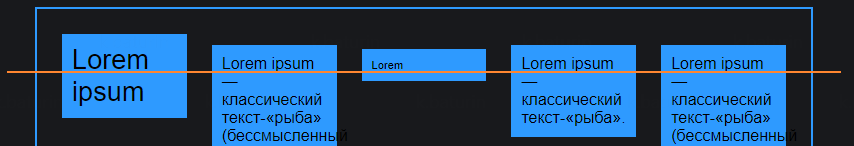 Lorem
ipsum
Lorem ipsum
—
классический
текст-«рыба»
(бессмысленный
Lorem
Lorem ipsum
—
классический
текст-«рыба».
Lorem ipsum
—
классический
текст-«рыба»
(бессмысленный